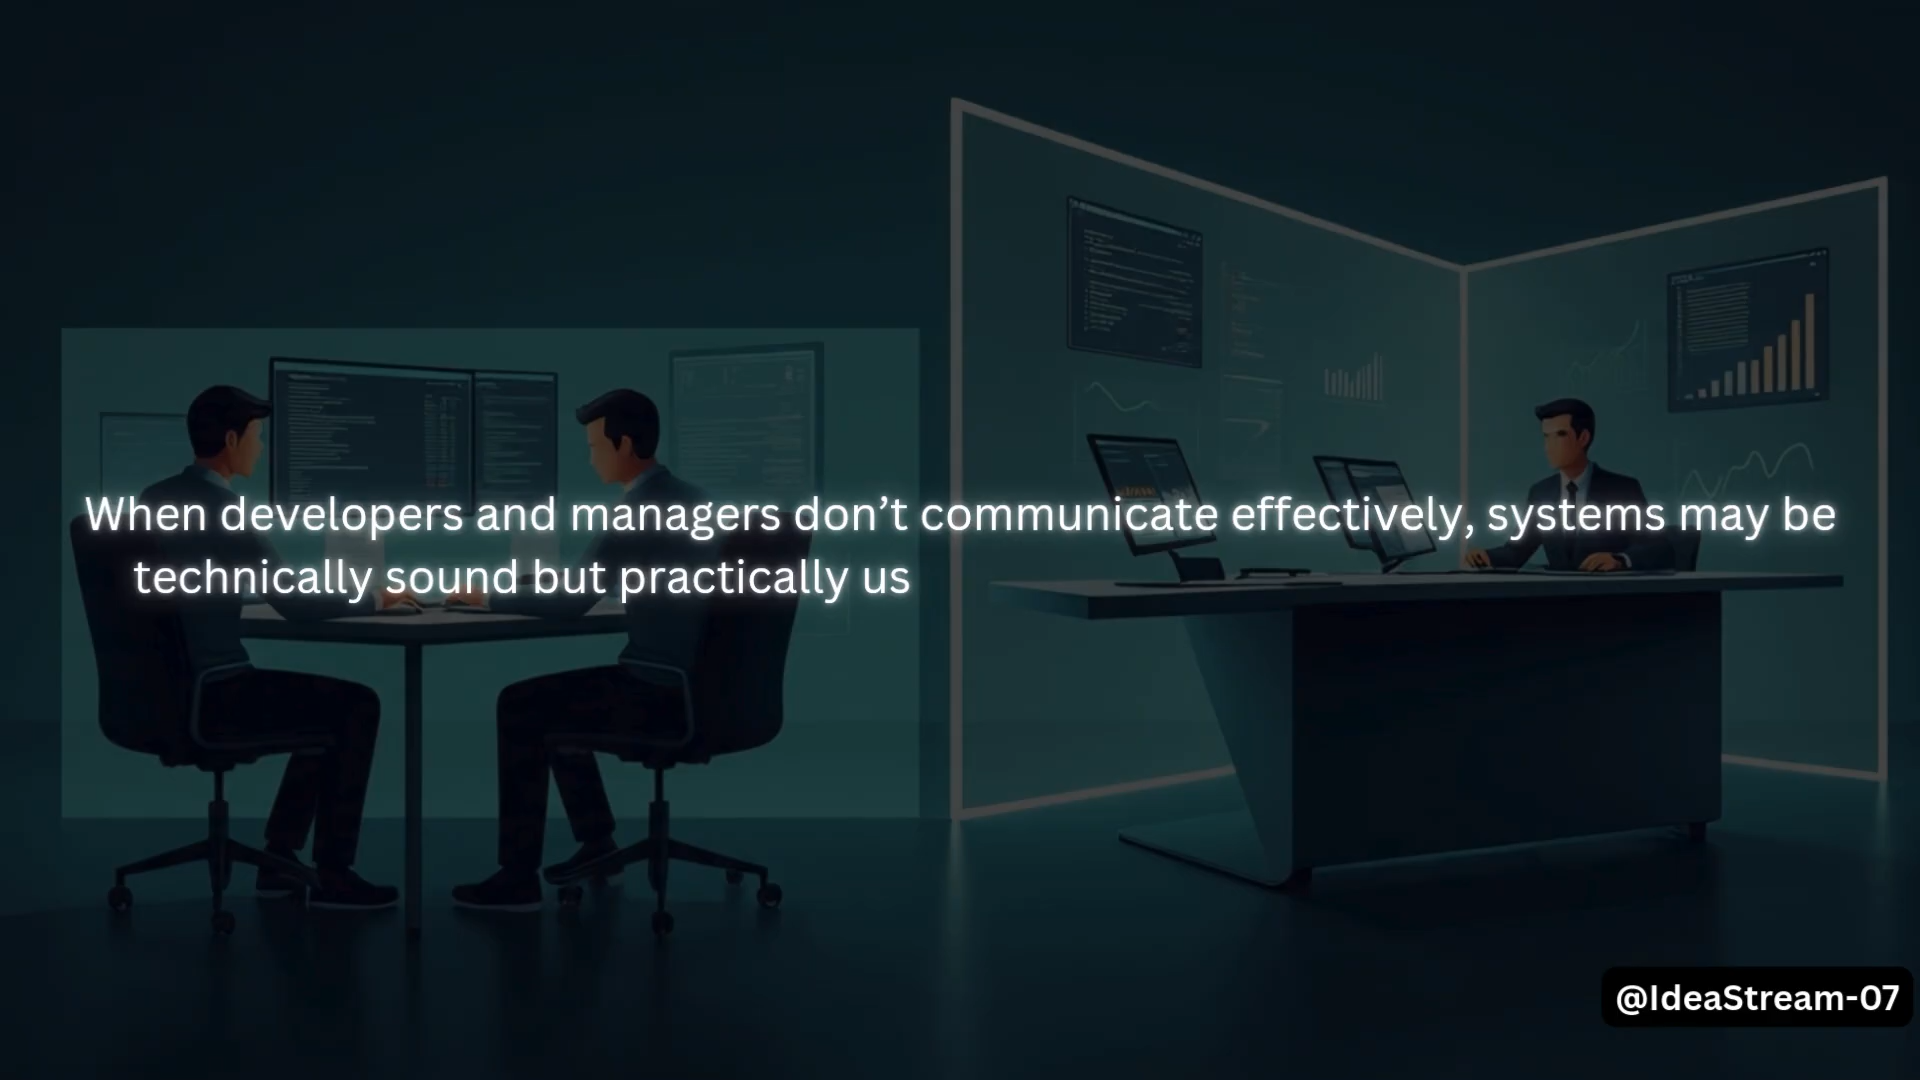 When developers and managers don’t communicate effectively, systems may be
technically sound but practically us
@IdeaStream-07